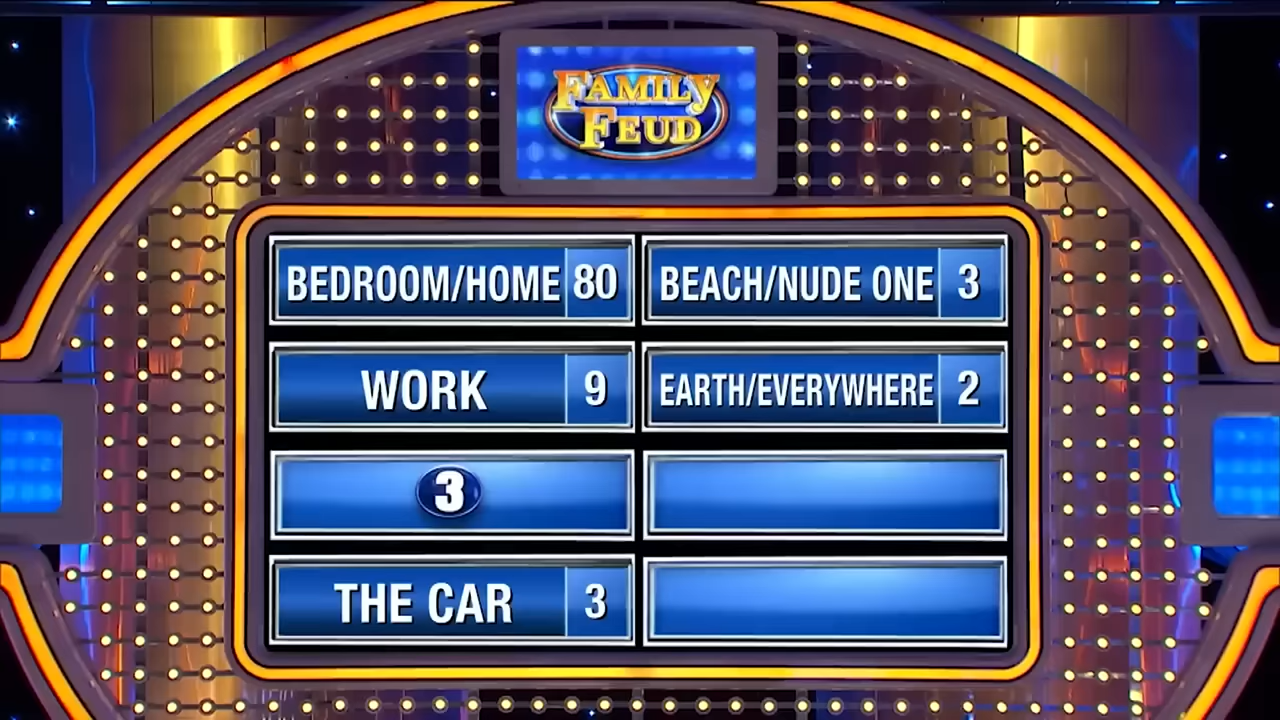 FAMILY
FEUD
BEDROOM/HOME 80
WORK 9
3
THE CAR 3
BEACH/NUDE ONE 3
EARTH/EVERYWHERE 2